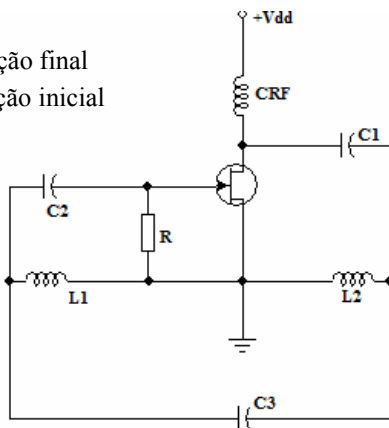 +Vdd
ção final
ção inicial
CRF
C1
C2
R
L1
L2
C3